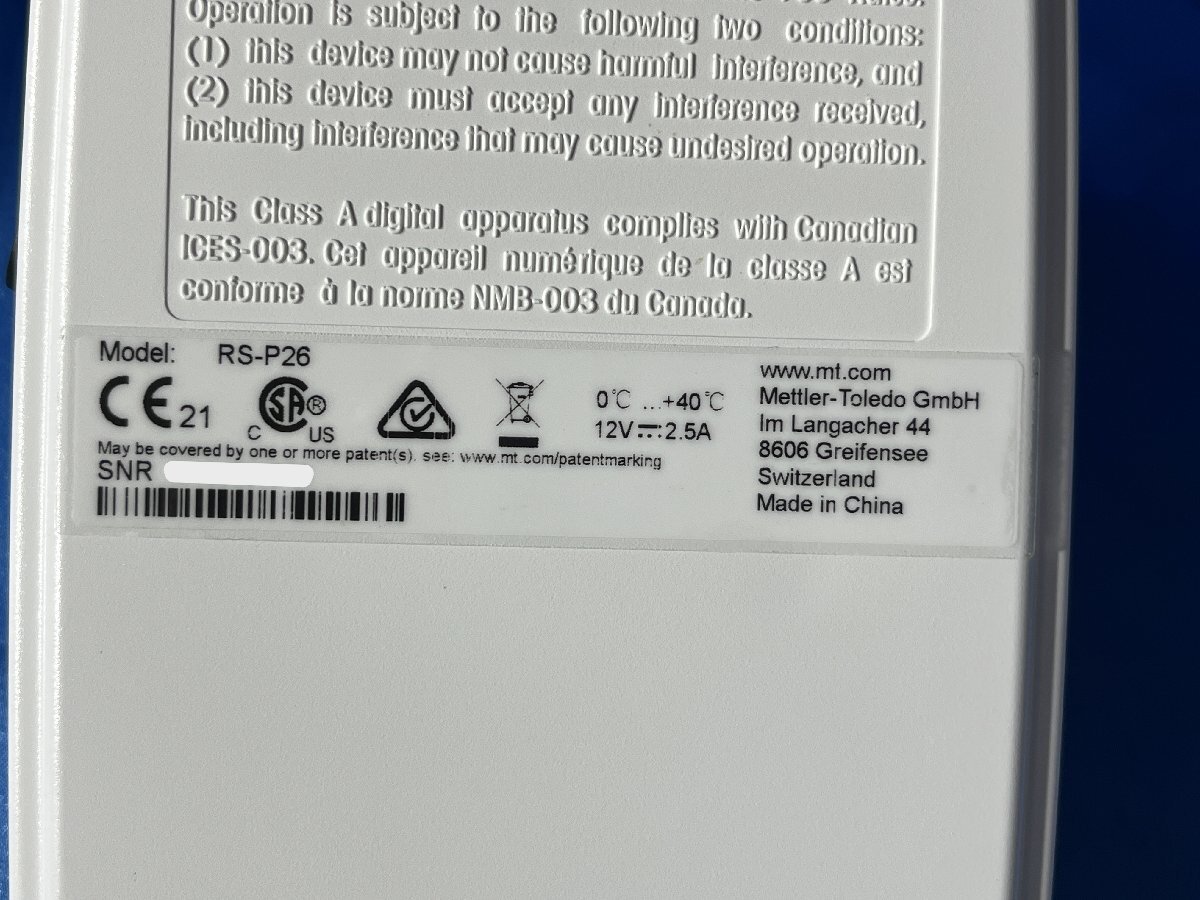 Operation is subject to the following two conditions:
(1) this device may not cause harmful interference, and
(2) this device must accept any interference received,
including interference that may cause undesired operation.
This Class A digital apparatus complies with Canadian
ICES-003. Cet appareil numérique de la classe A est
conforme à la norme NMB-003 du Canada.
Model: RS-P26
CE 21
C SA ® US
0℃ ...+40℃
12V⎓:2.5A
May be covered by one or more patent(s). see: www.mt.com/patentmarking
SNR
www.mt.com
Mettler-Toledo GmbH
Im Langacher 44
8606 Greifensee
Switzerland
Made in China